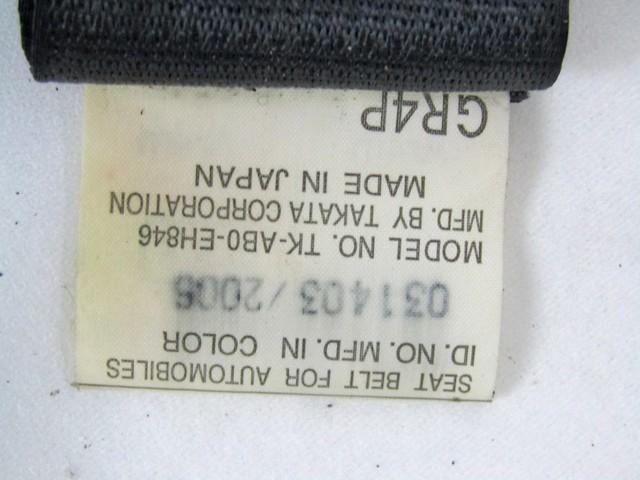 SEAT BELT FOR AUTOMOBILES
ID. NO. MFD. IN COLOR
031403 / 2006
MODEL NO. TK-AB0-EH846
MFD. BY TAKATA CORPORATION
MADE IN JAPAN
GR4P